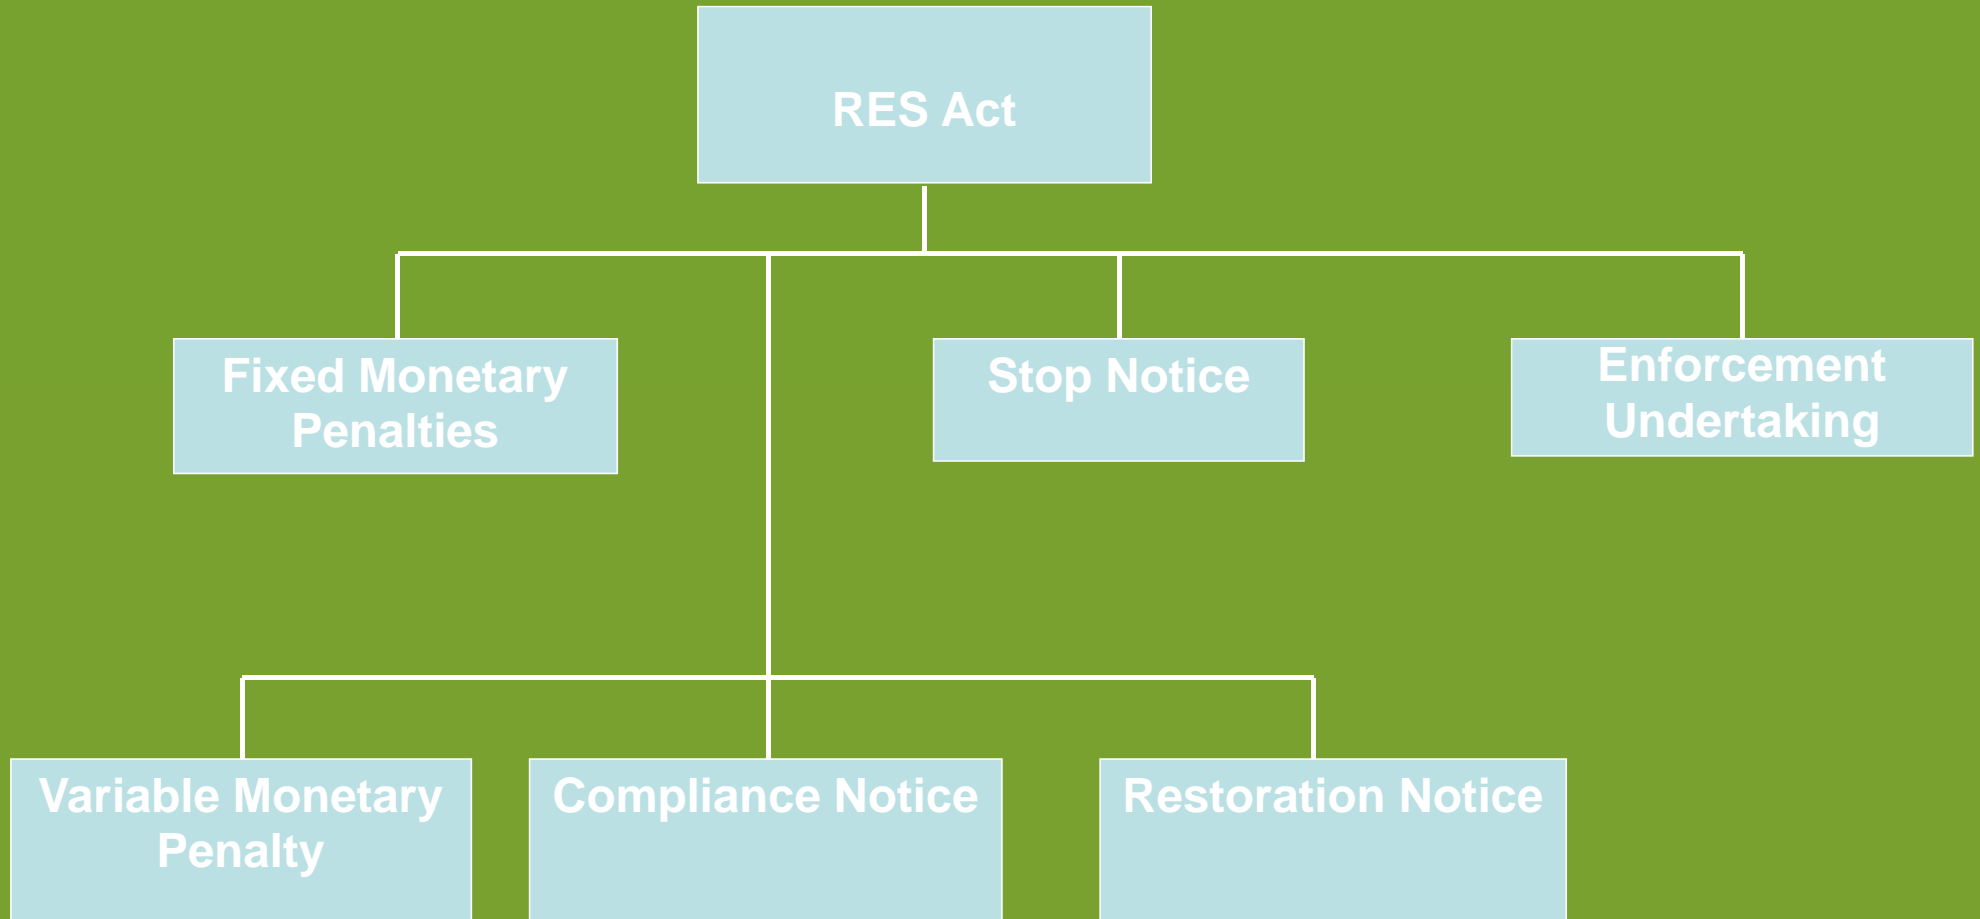 RES Act
Fixed Monetary
Penalties
Stop Notice
Enforcement
Undertaking
Variable Monetary
Penalty
Compliance Notice
Restoration Notice